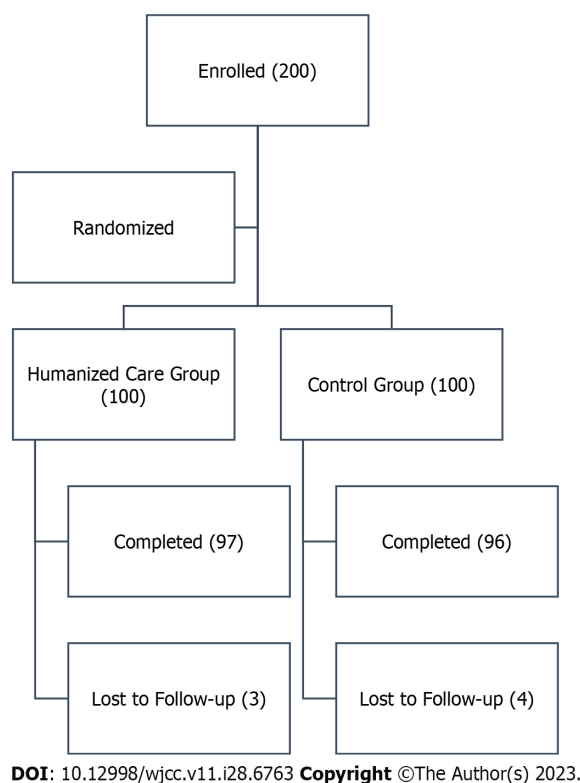 Enrolled (200)
Randomized
Humanized Care Group
(100)
Control Group (100)
Completed (97)
Completed (96)
Lost to Follow-up (3)
Lost to Follow-up (4)
DOI: 10.12998/wjcc.v11.i28.6763 Copyright ©The Author(s) 2023.